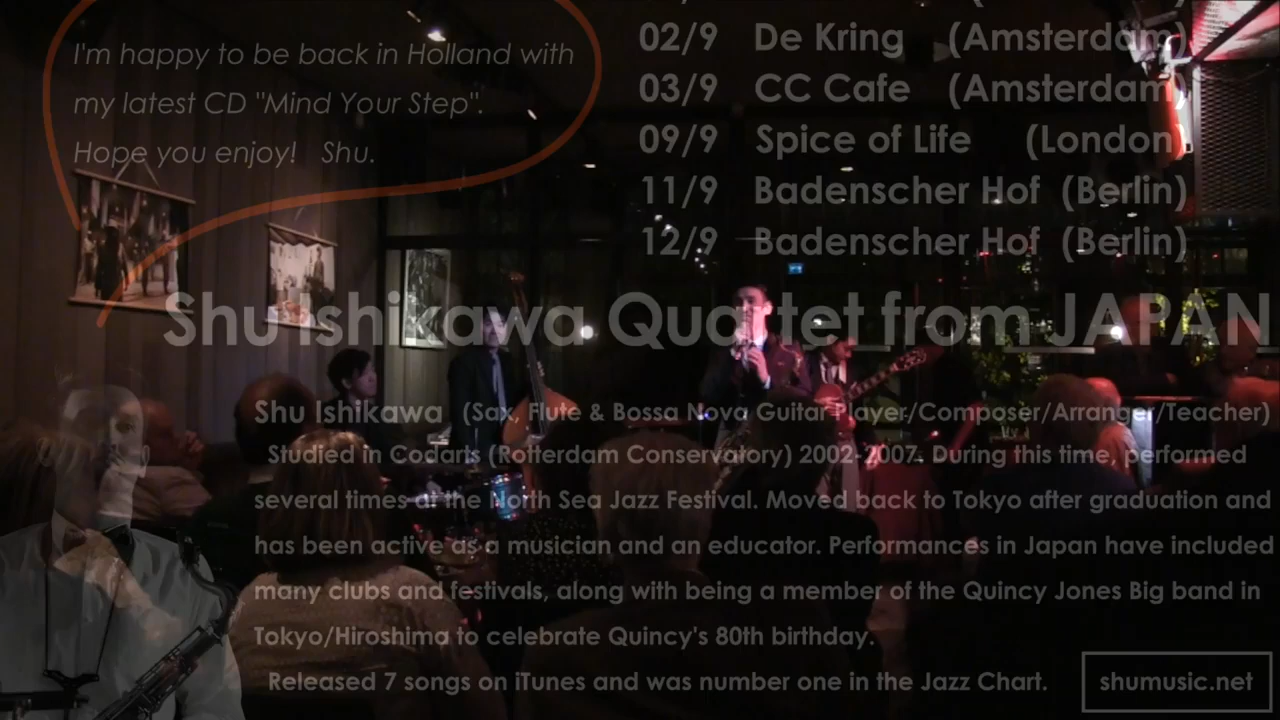 I'm happy to be back in Holland with
my latest CD "Mind Your Step".
Hope you enjoy! Shu.
02/9 De Kring (Amsterdam)
03/9 CC Cafe (Amsterdam)
09/9 Spice of Life (London)
11/9 Badenscher Hof (Berlin)
12/9 Badenscher Hof (Berlin)
Shu Ishikawa Quartet from JAPAN
Shu Ishikawa (Sax, Flute & Bossa Nova Guitar Player/Composer/Arranger/Teacher)
Studied in Codarts (Rotterdam Conservatory) 2002-2007. During this time, performed
several times at the North Sea Jazz Festival. Moved back to Tokyo after graduation and
has been active as a musician and an educator. Performances in Japan have included
many clubs and festivals, along with being a member of the Quincy Jones Big band in
Tokyo/Hiroshima to celebrate Quincy's 80th birthday.
Released 7 songs on iTunes and was number one in the Jazz Chart.
shumusic.net